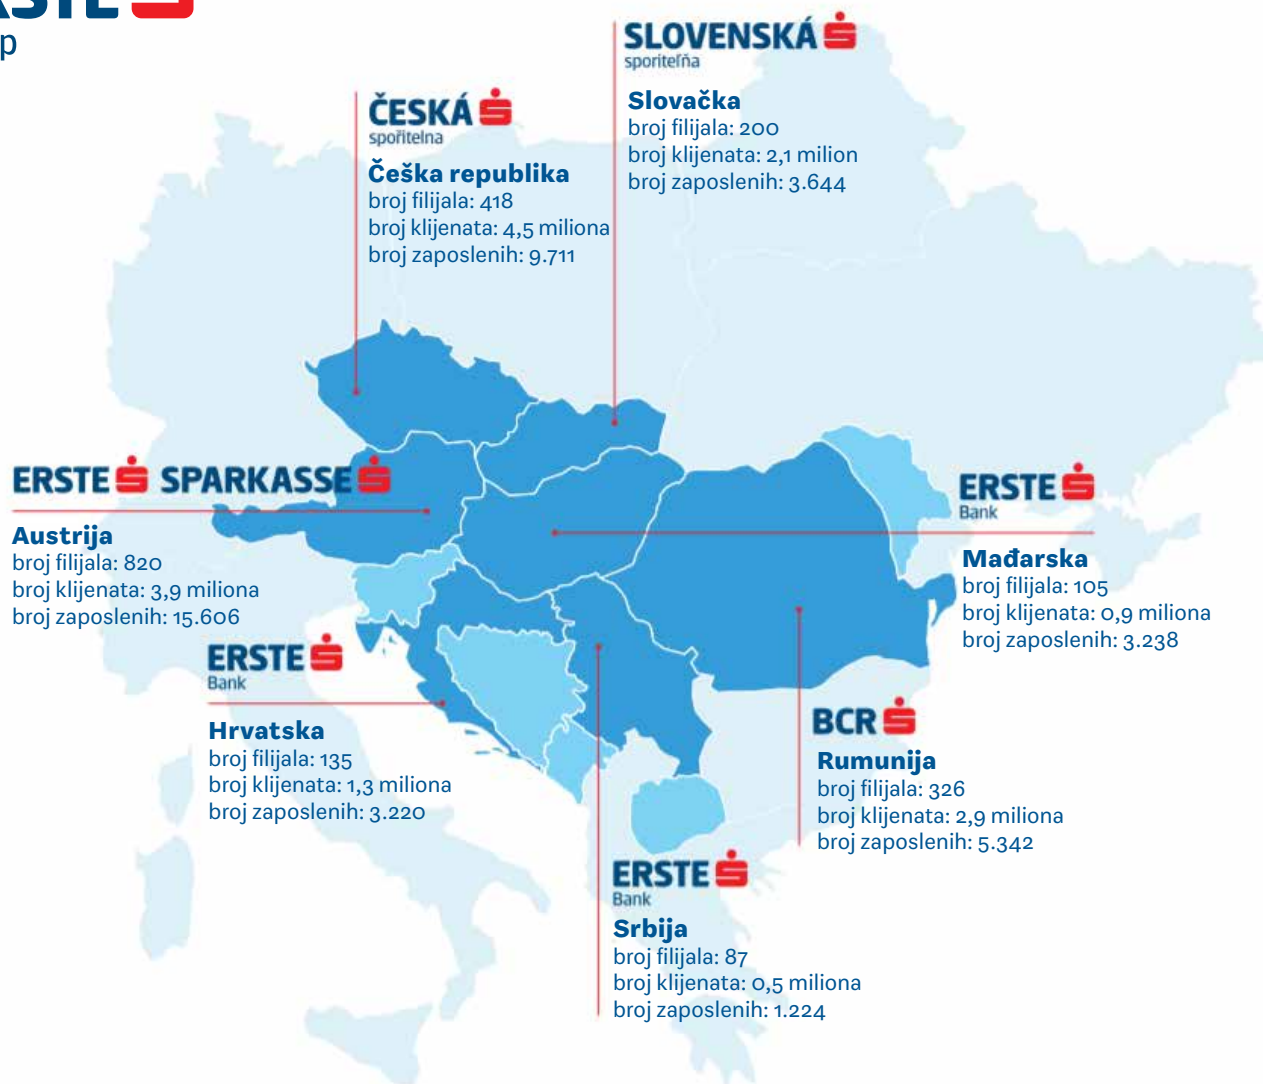 SLOVENSKÁ
sporiteľňa
Slovačka
broj filijala: 200
broj klijenata: 2,1 milion
broj zaposlenih: 3.644
ČESKÁ
spořitelna
Češka republika
broj filijala: 418
broj klijenata: 4,5 miliona
broj zaposlenih: 9.711
ERSTE SPARKASSE
Austrija
broj filijala: 820
broj klijenata: 3,9 miliona
broj zaposlenih: 15.606
ERSTE
Bank
Mađarska
broj filijala: 105
broj klijenata: 0,9 miliona
broj zaposlenih: 3.238
ERSTE
Bank
Hrvatska
broj filijala: 135
broj klijenata: 1,3 miliona
broj zaposlenih: 3.220
BCR
Rumunija
broj filijala: 326
broj klijenata: 2,9 miliona
broj zaposlenih: 5.342
ERSTE
Bank
Srbija
broj filijala: 87
broj klijenata: 0,5 miliona
broj zaposlenih: 1.224